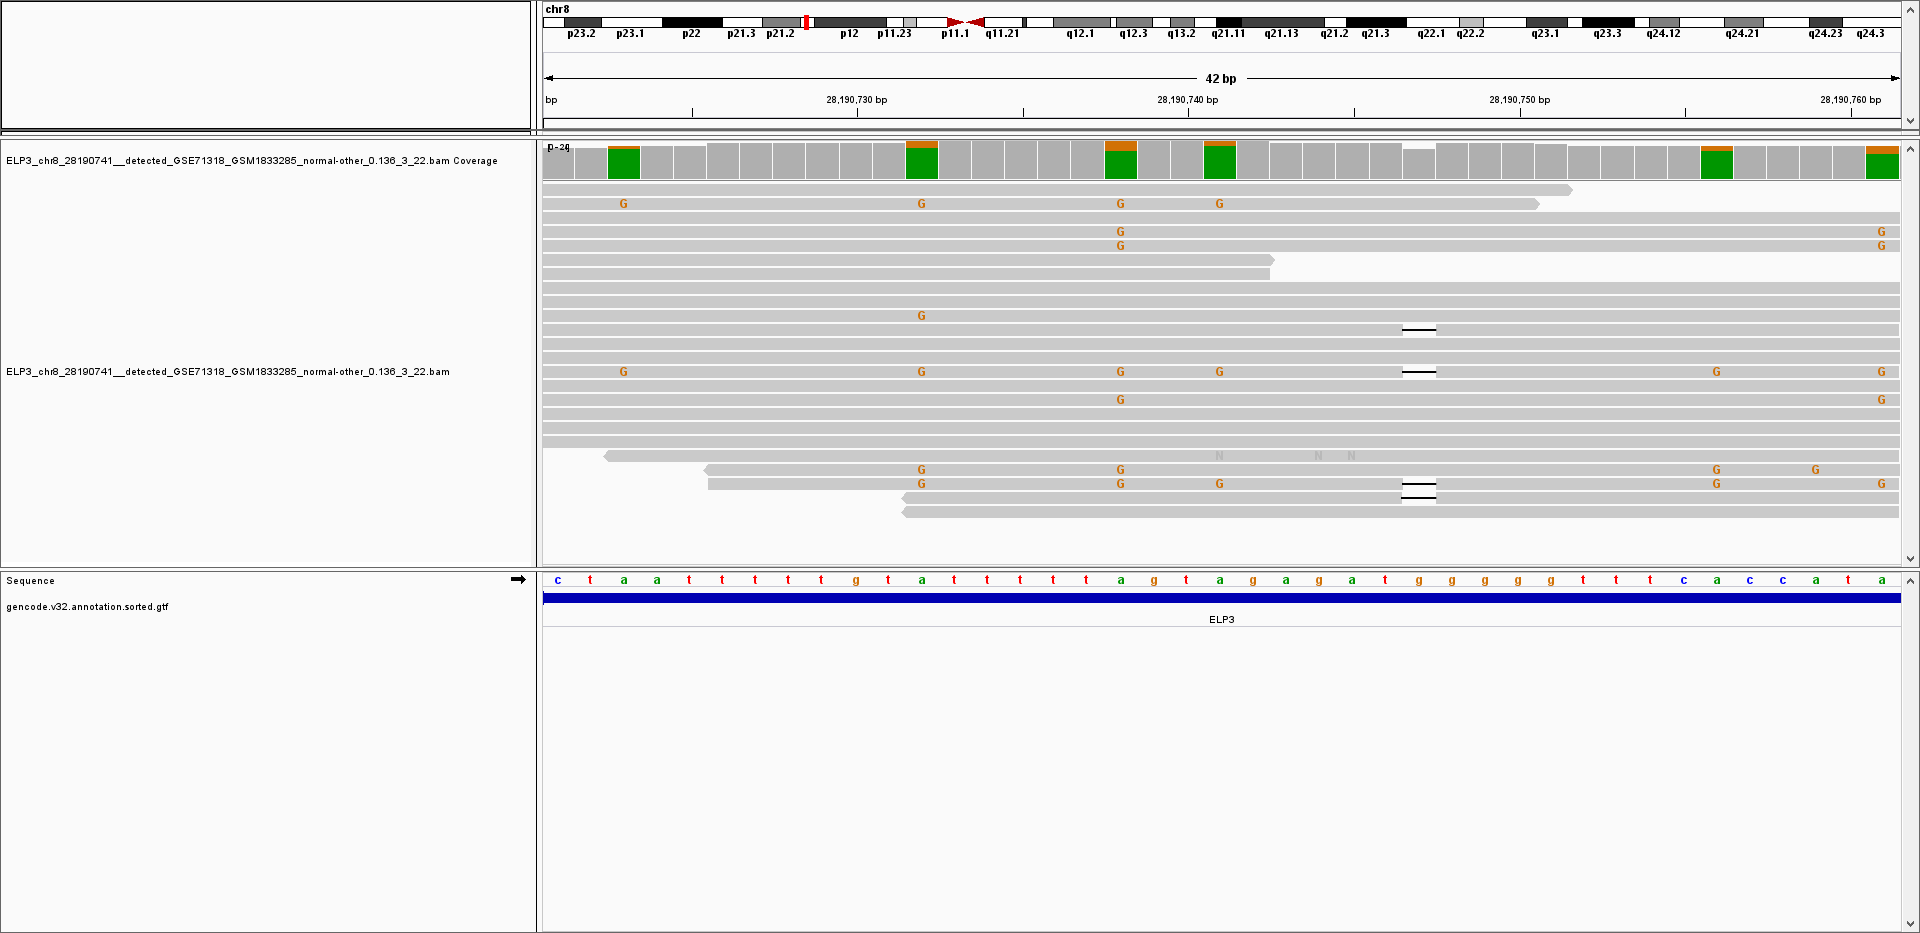 chr8
p23.2 p23.1 p22 p21.3 p21.2 p12 p11.23 p11.1 q11.21 q12.1 q12.3 q13.2 q21.11 q21.13 q21.2 q21.3 q22.1 q22.2 q23.1 q23.3 q24.12 q24.21 q24.23 q24.3
42 bp
bp 28,190,730 bp 28,190,740 bp 28,190,750 bp 28,190,760 bp
ELP3_chr8_28190741__detected_GSE71318_GSM1833285_normal-other_0.136_3_22.bam Coverage
G G G G
G G
G G
G
ELP3_chr8_28190741__detected_GSE71318_GSM1833285_normal-other_0.136_3_22.bam
G G G G G G
G G
N N N
G G G G
G G G G G
Sequence
c t a a t t t t t g t a t t t t t a g t a g a g a t g g g g g t t t c a c c a t a
gencode.v32.annotation.sorted.gtf
ELP3